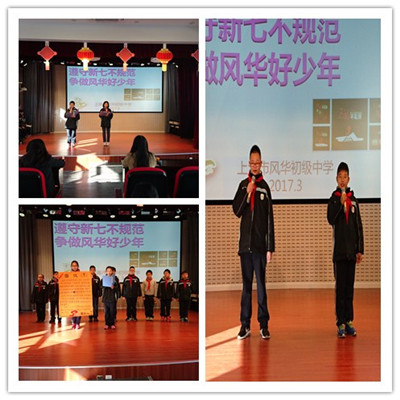 遵守新七不规范
争做风华好少年
守新七不规范
做风华好少年
上 市风华初级中学
2017.3
遵守新七不规范
争做风华好少年